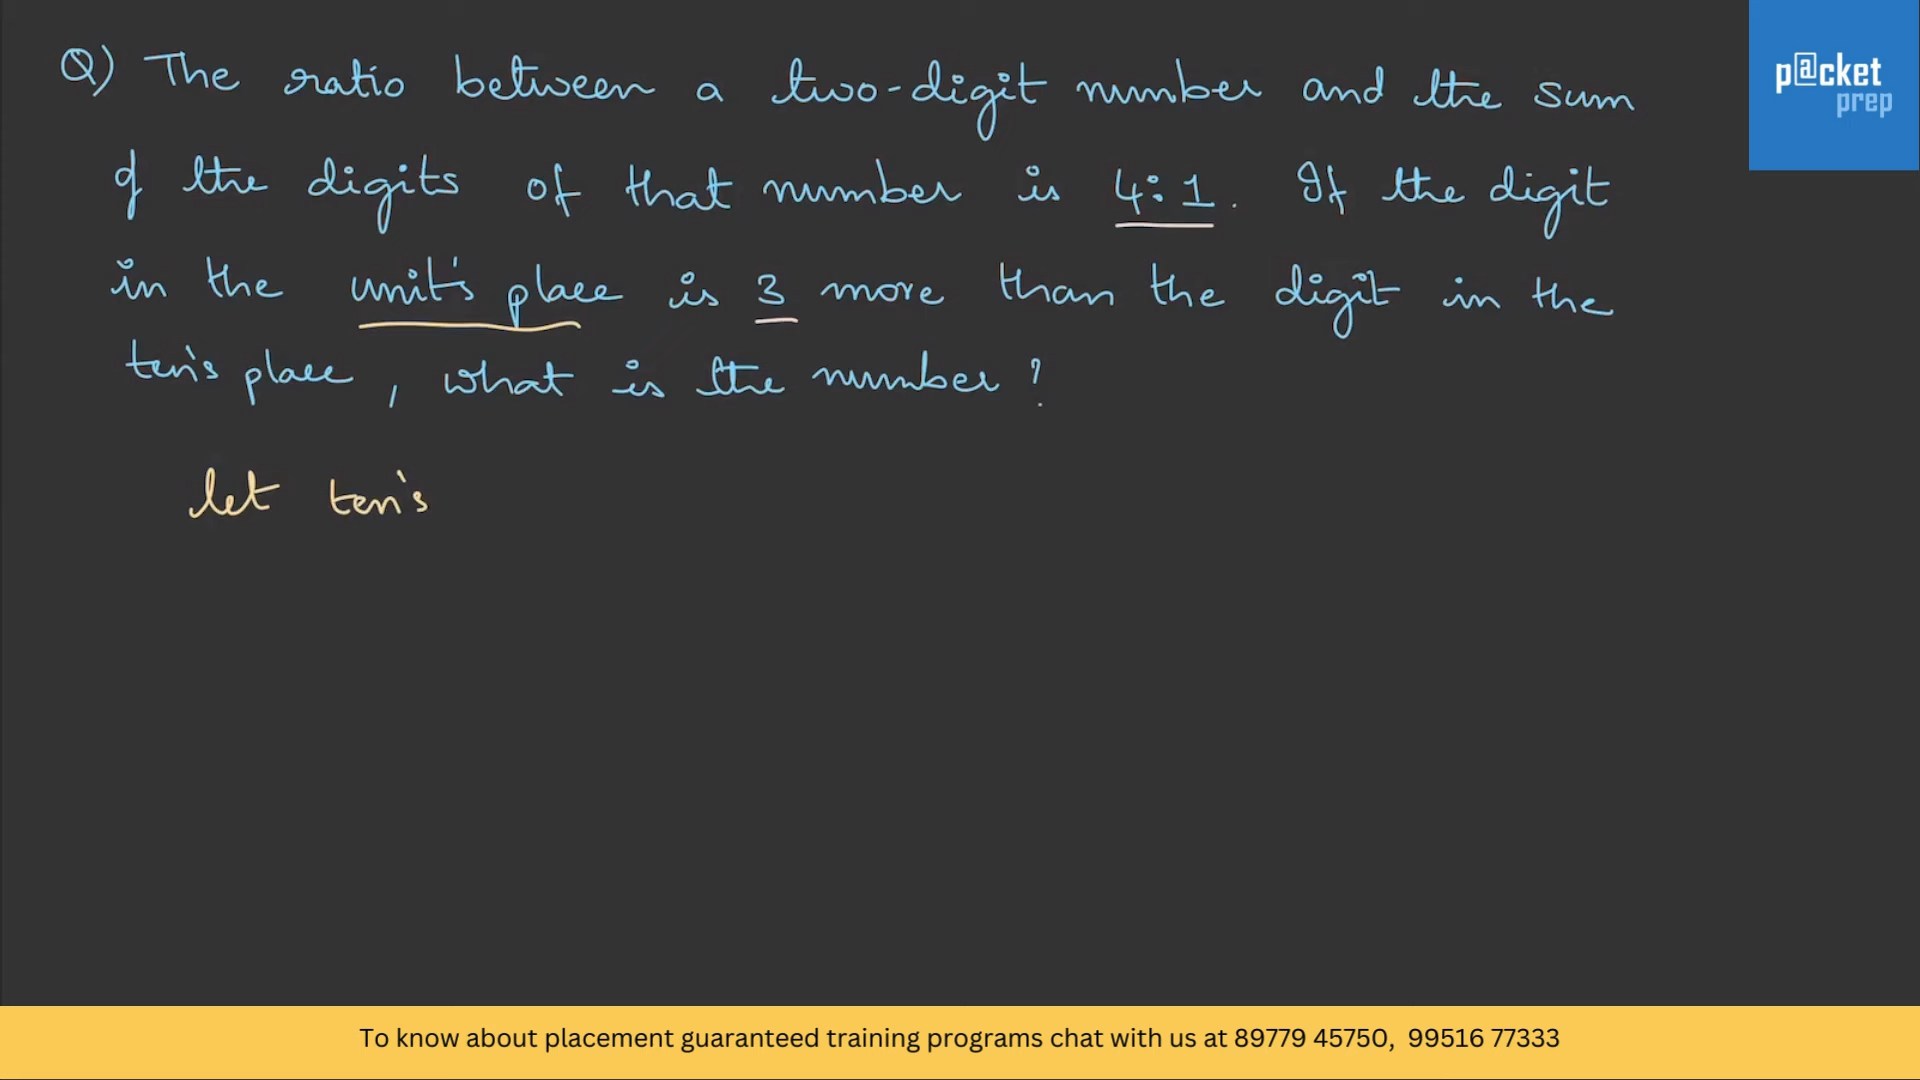 Q) The ratio between a two-digit number and the sum
of the digits of that number is 4:1. If the digit
in the unit's place is 3 more than the digit in the
ten's place, what is the number?
let ten's
p@cket
prep
To know about placement guaranteed training programs chat with us at 89779 45750, 99516 77333